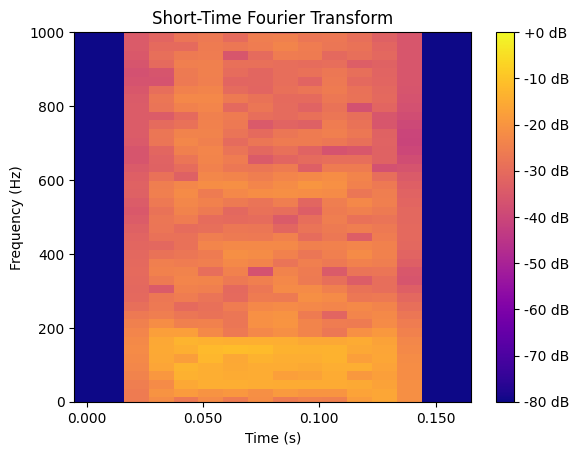 Short-Time Fourier Transform
Frequency (Hz)
1000
800
600
400
200
0
0.000
0.050
0.100
0.150
Time (s)
+0 dB
-10 dB
-20 dB
-30 dB
-40 dB
-50 dB
-60 dB
-70 dB
-80 dB